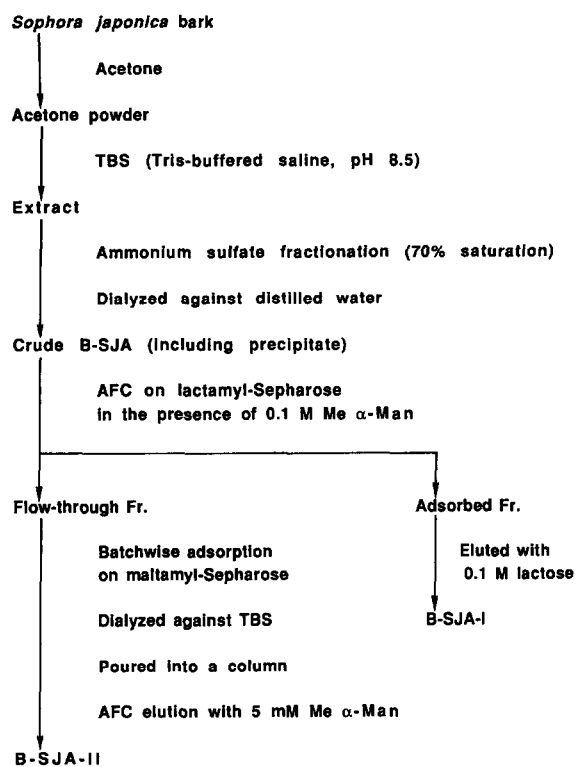 Sophora japonica bark
Acetone
Acetone powder
TBS (Tris-buffered saline, pH 8.5)
Extract
Ammonium sulfate fractionation (70% saturation)
Dialyzed against distilled water
Crude B-SJA (including precipitate)
AFC on lactamyl-Sepharose
in the presence of 0.1 M Me α-Man
Flow-through Fr.
Batchwise adsorption
on maltamyl-Sepharose
Dialyzed against TBS
Poured into a column
AFC elution with 5 mM Me α-Man
B-SJA-II
Adsorbed Fr.
Eluted with
0.1 M lactose
B-SJA-I